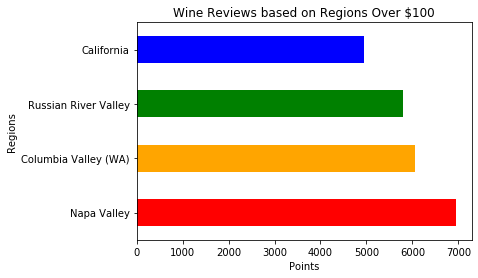 Wine Reviews based on Regions Over $100
California
Russian River Valley
Columbia Valley (WA)
Napa Valley
Regions
0 1000 2000 3000 4000 5000 6000 7000
Points